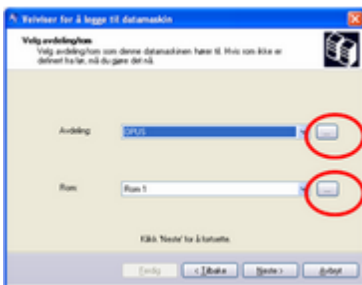 Veiviser for å legge til datamaskin
Velg avdeling/rom
Velg avdeling/rom som denne datamaskinen hører til. Hvis rom ikke er
definert fra før, må du gjøre det nå.
Avdeling: OPUS ...
Rom: Rom 1 ...
Klikk 'Neste' for å fortsette.
Ferdig < Tilbake Neste > Avbryt